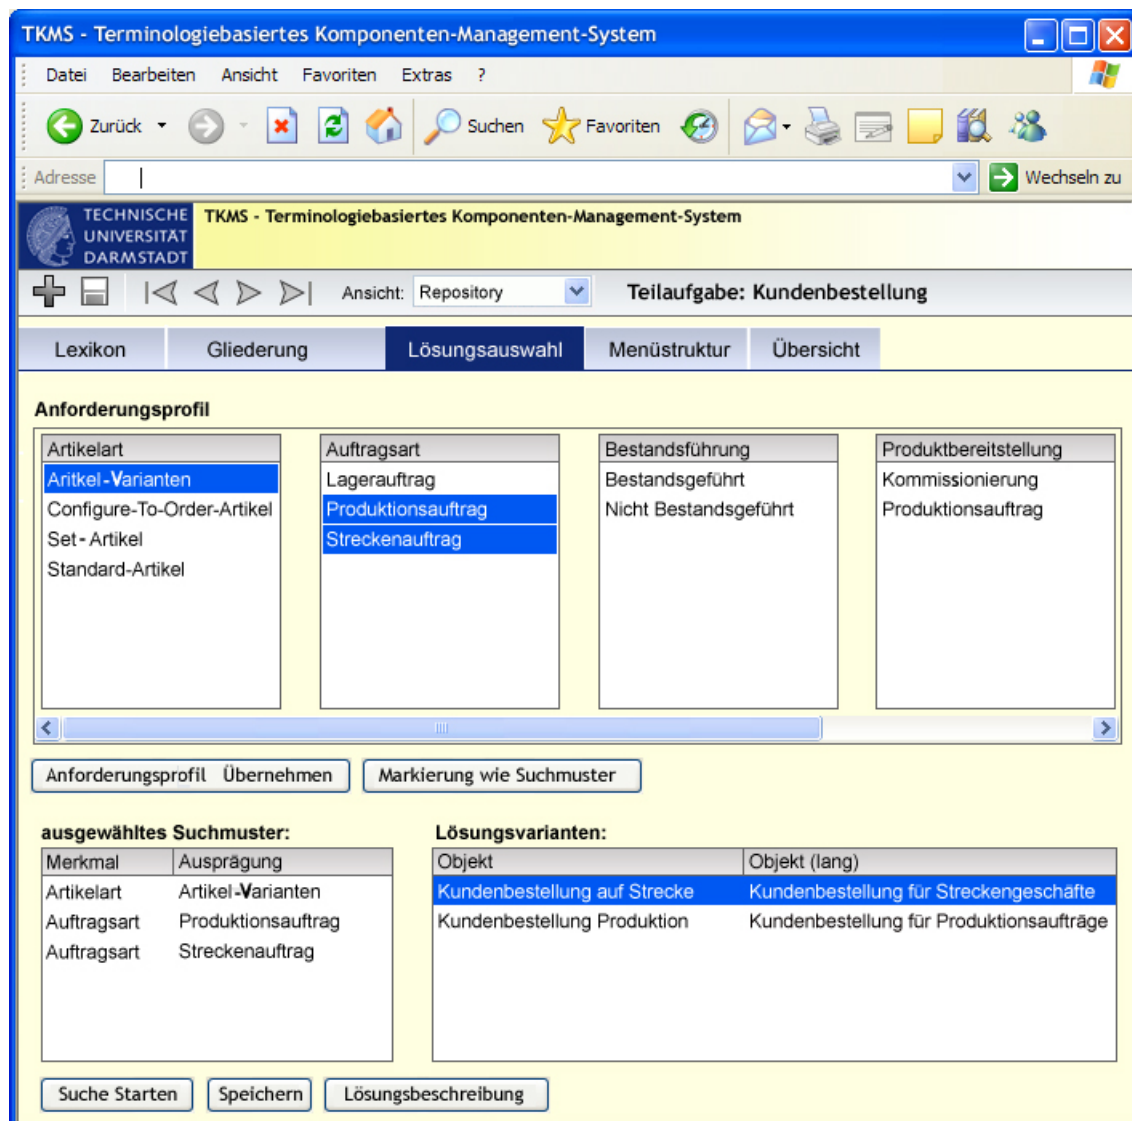 TKMS - Terminologiebasiertes Komponenten-Management-System
Datei Bearbeiten Ansicht Favoriten Extras ?
Zurück Suchen Favoriten
Adresse Wechseln zu
TECHNISCHE
UNIVERSITÄT
DARMSTADT
TKMS - Terminologiebasiertes Komponenten-Management-System
Ansicht: Repository Teilaufgabe: Kundenbestellung
Lexikon Gliederung Lösungsauswahl Menüstruktur Übersicht
Anforderungsprofil
Artikelart Auftragsart Bestandsführung Produktbereitstellung
Aritkel-Varianten Lagerauftrag Bestandsgeführt Kommissionierung
Configure-To-Order-Artikel Produktionsauftrag Nicht Bestandsgeführt Produktionsauftrag
Set-Artikel Streckenauftrag
Standard-Artikel
Anforderungsprofil Übernehmen Markierung wie Suchmuster
ausgewähltes Suchmuster: Lösungsvarianten:
Merkmal Ausprägung Objekt Objekt (lang)
Artikelart Artikel-Varianten Kundenbestellung auf Strecke Kundenbestellung für Streckengeschäfte
Auftragsart Produktionsauftrag Kundenbestellung Produktion Kundenbestellung für Produktionsaufträge
Auftragsart Streckenauftrag
Suche Starten Speichern Lösungsbeschreibung